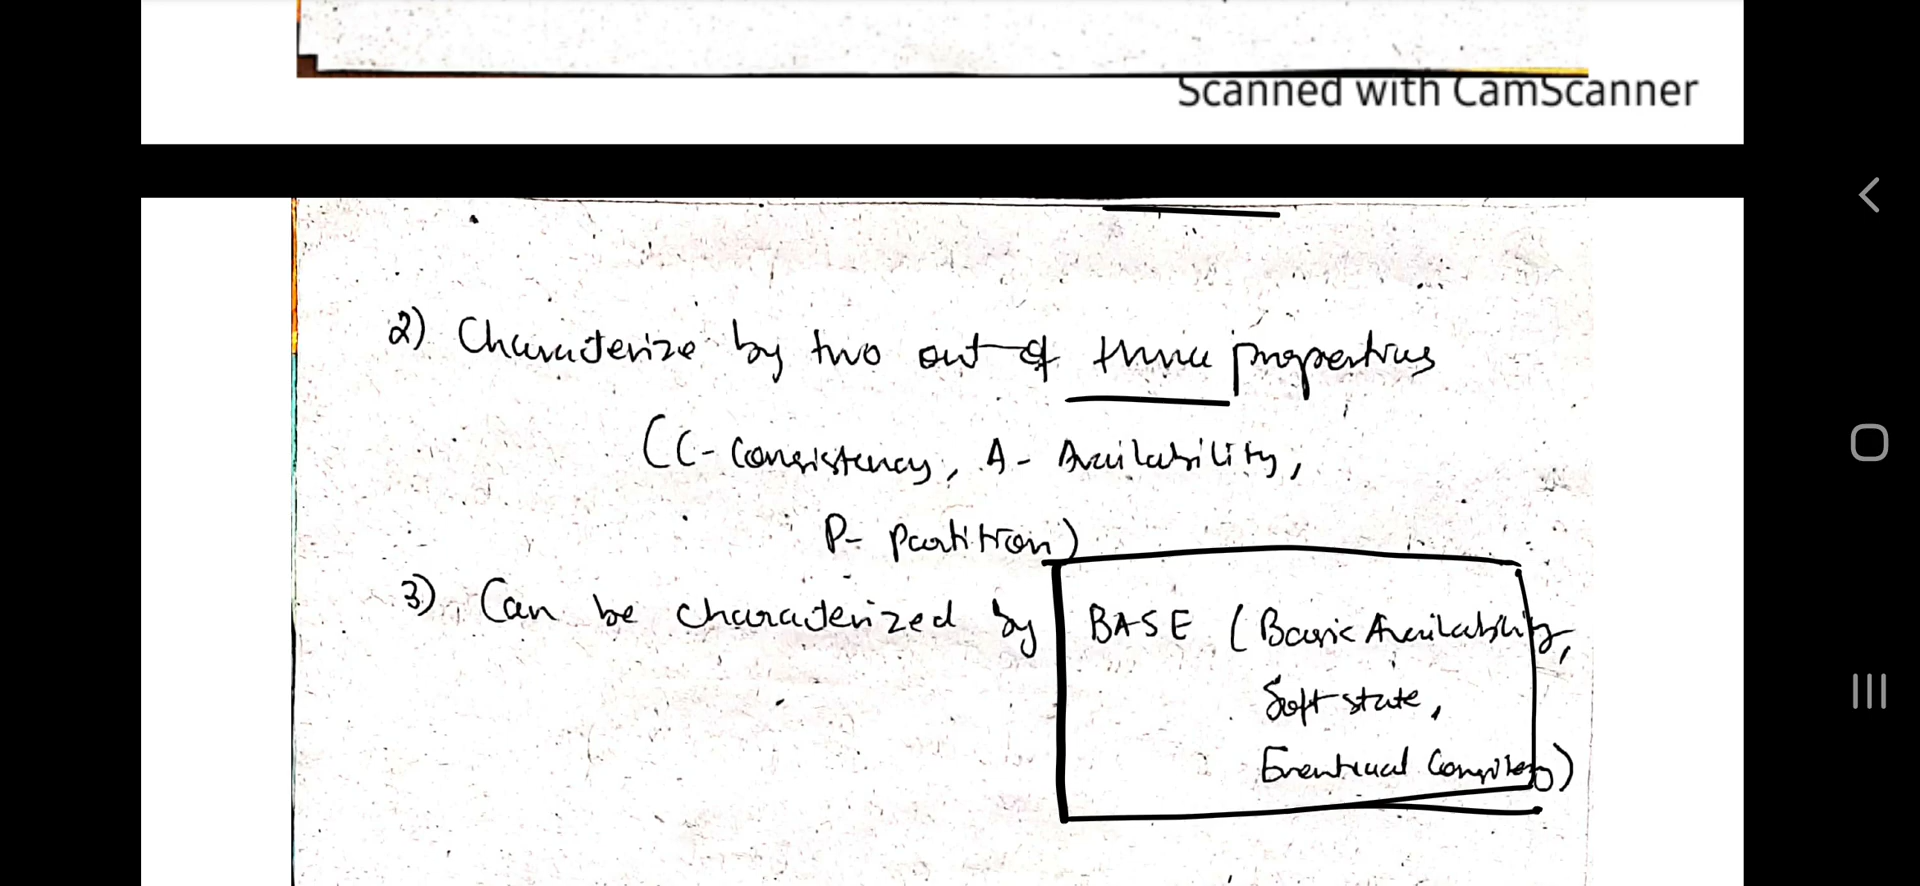 Scanned with CamScanner
2) Characterize by two out of three properties
(C - Consistency, A - Availability,
P - Partition)
3) Can be characterized by BASE (Basic Availability,
Soft state,
Eventual Consistency)